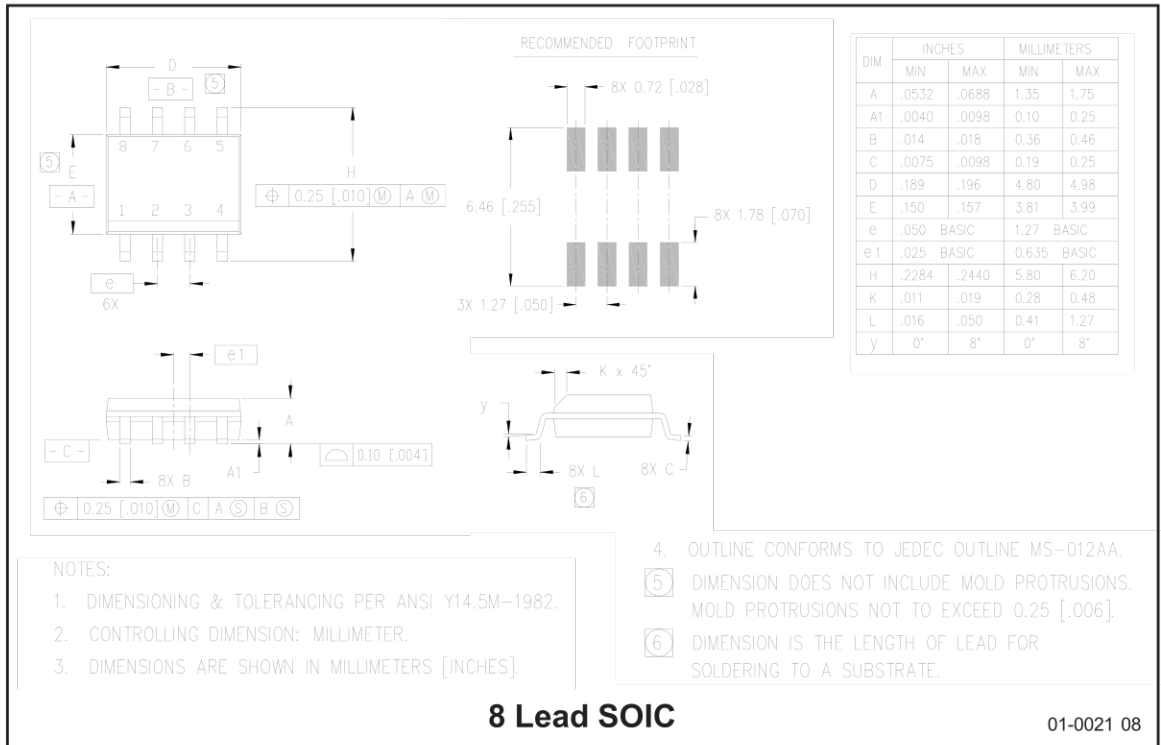 D
- B -
5
8 7 6 5
5
E
- A -
1 2 3 4
H
⌖ 0.25 [.010] Ⓜ A Ⓜ
e
6X
RECOMMENDED FOOTPRINT
8X 0.72 [.028]
6.46 [.255]
8X 1.78 [.070]
3X 1.27 [.050]
DIM INCHES MILLIMETERS
MIN MAX MIN MAX
A .0532 .0688 1.35 1.75
A1 .0040 .0098 0.10 0.25
B .014 .018 0.36 0.46
C .0075 .0098 0.19 0.25
D .189 .196 4.80 4.98
E .150 .157 3.81 3.99
e .050 BASIC 1.27 BASIC
e1 .025 BASIC 0.635 BASIC
H .2284 .2440 5.80 6.20
K .011 .019 0.28 0.48
L .016 .050 0.41 1.27
y 0° 8° 0° 8°
e1
A
- C -
8X B
A1
⌓ 0.10 [.004]
⌖ 0.25 [.010] Ⓜ C A Ⓢ B Ⓢ
K x 45°
y
8X L
6
8X C
NOTES:
1. DIMENSIONING & TOLERANCING PER ANSI Y14.5M-1982.
2. CONTROLLING DIMENSION: MILLIMETER.
3. DIMENSIONS ARE SHOWN IN MILLIMETERS [INCHES].
4. OUTLINE CONFORMS TO JEDEC OUTLINE MS-012AA.
5 DIMENSION DOES NOT INCLUDE MOLD PROTRUSIONS.
MOLD PROTRUSIONS NOT TO EXCEED 0.25 [.006].
6 DIMENSION IS THE LENGTH OF LEAD FOR
SOLDERING TO A SUBSTRATE.
8 Lead SOIC
01-0021 08